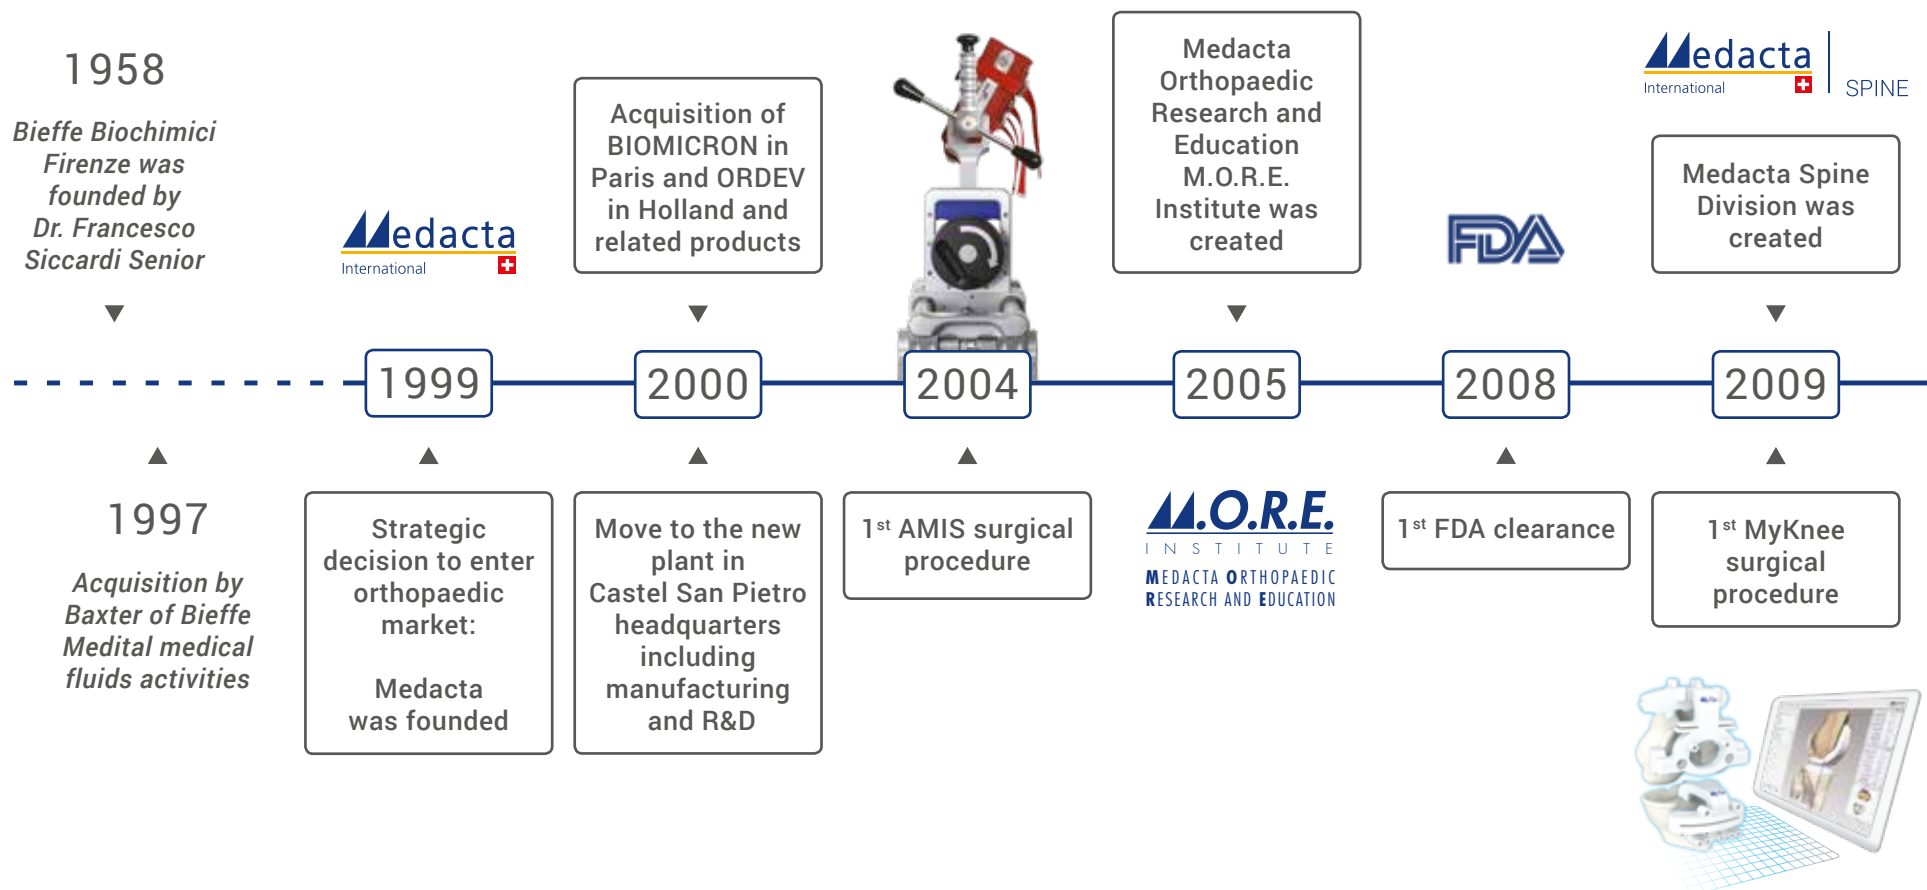 1958
Bieffe Biochimici
Firenze was
founded by
Dr. Francesco
Siccardi Senior
1997
Acquisition by
Baxter of Bieffe
Medital medical
fluids activities
Medacta
International
1999
Strategic
decision to enter
orthopaedic
market:
Medacta
was founded
Acquisition of
BIOMICRON in
Paris and ORDEV
in Holland and
related products
2000
Move to the new
plant in
Castel San Pietro
headquarters
including
manufacturing
and R&D
2004
1st AMIS surgical
procedure
Medacta
Orthopaedic
Research and
Education
M.O.R.E.
Institute was
created
2005
M.O.R.E.
INSTITUTE
MEDACTA ORTHOPAEDIC
RESEARCH AND EDUCATION
FDA
2008
1st FDA clearance
Medacta
International
SPINE
Medacta Spine
Division was
created
2009
1st MyKnee
surgical
procedure